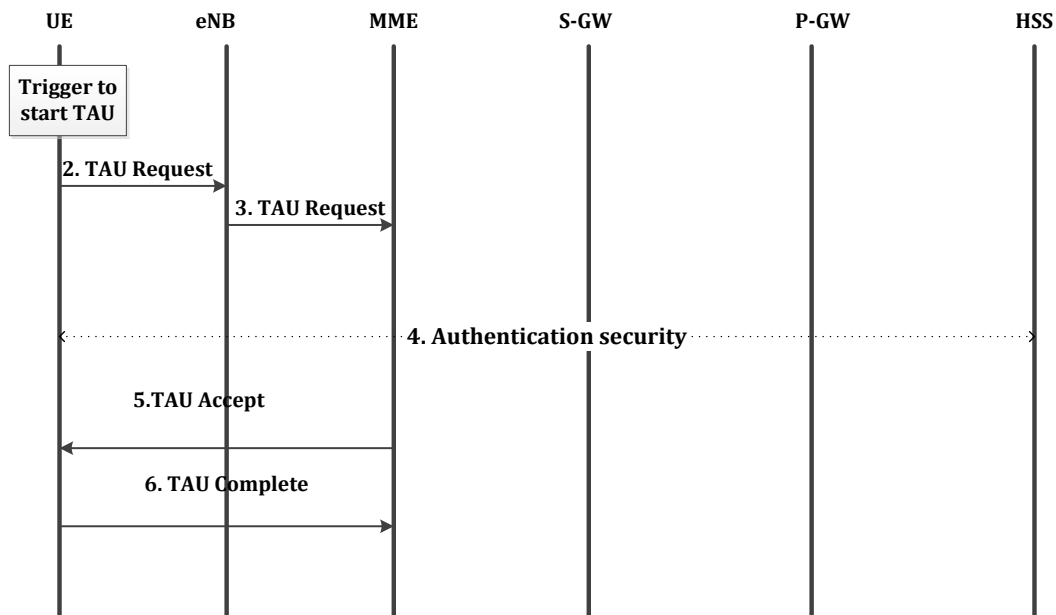 UE
eNB
MME
S-GW
P-GW
HSS
Trigger to
start TAU
2. TAU Request
3. TAU Request
4. Authentication security
5.TAU Accept
6. TAU Complete